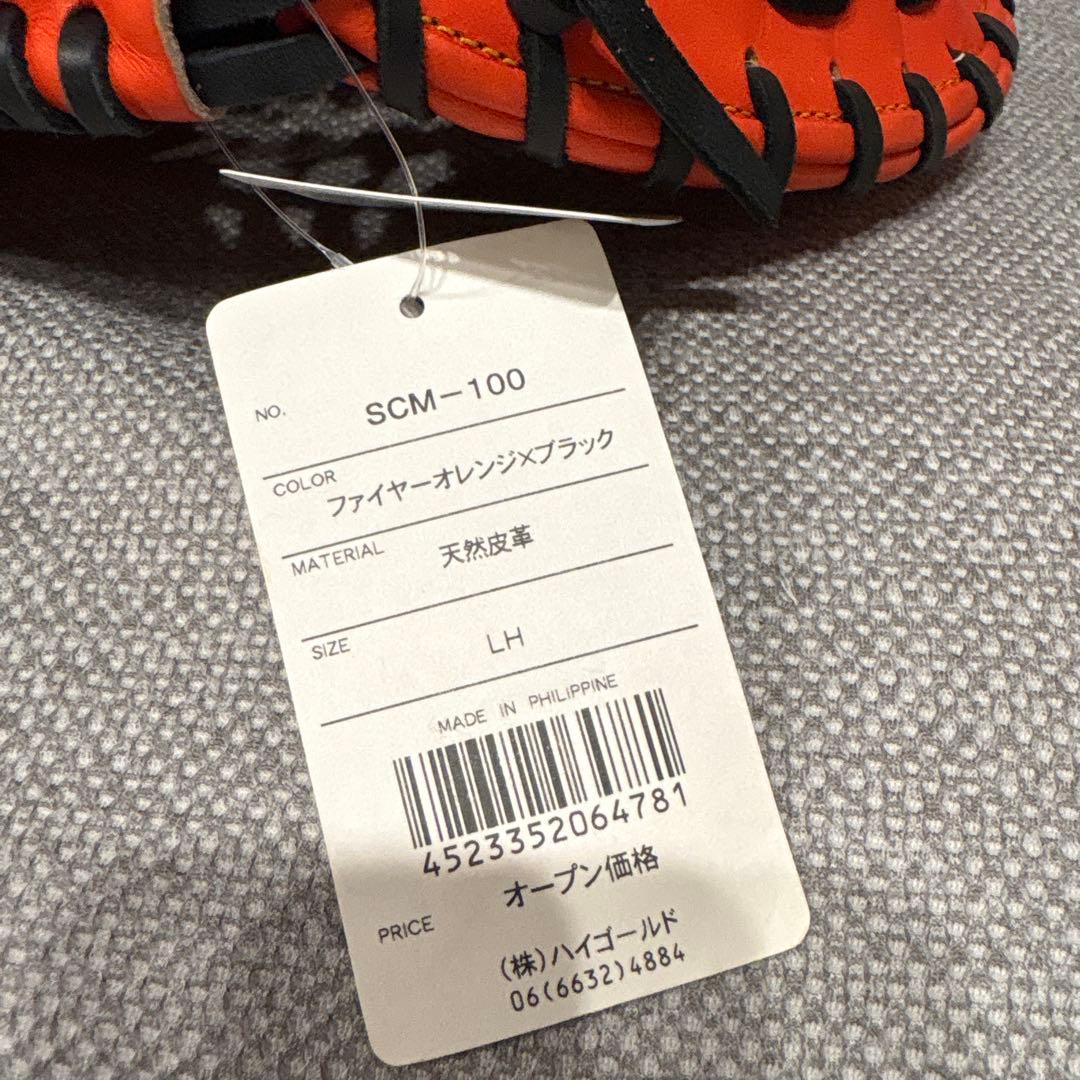 NO. SCM-100
COLOR ファイヤーオレンジ×ブラック
MATERIAL 天然皮革
SIZE LH
MADE IN PHILIPPINE
4523352064781
PRICE オープン価格
(株)ハイゴールド
06(6632)4884